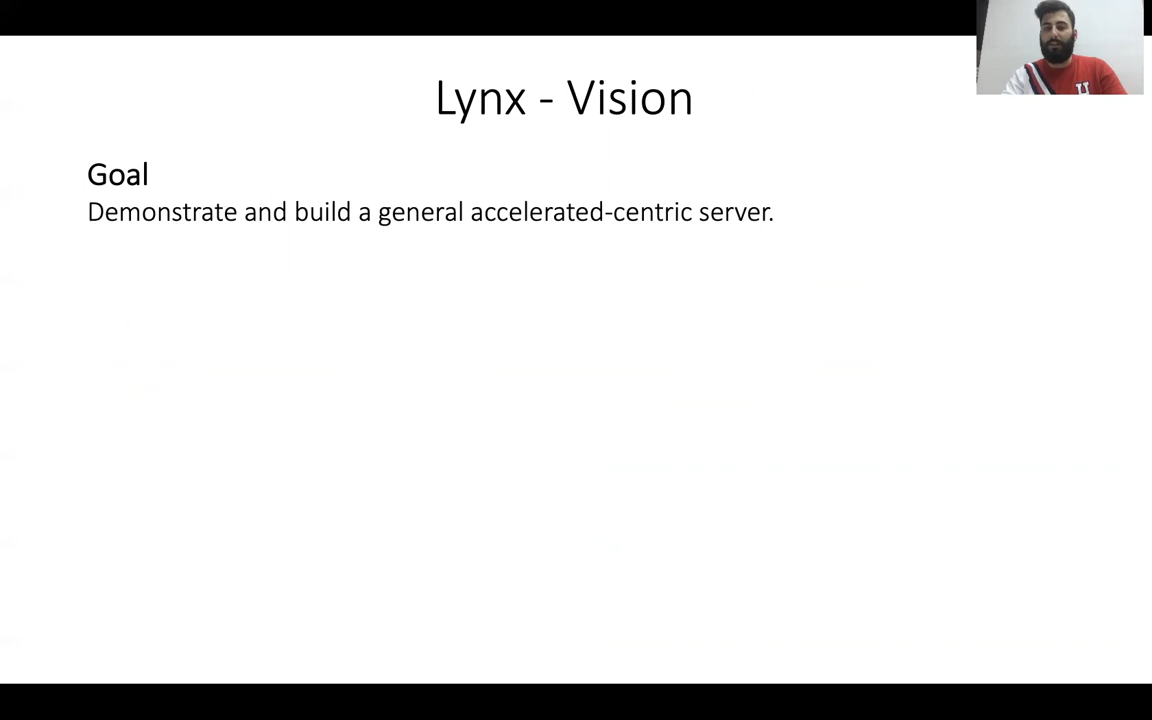 Lynx - Vision
Goal
Demonstrate and build a general accelerated-centric server.